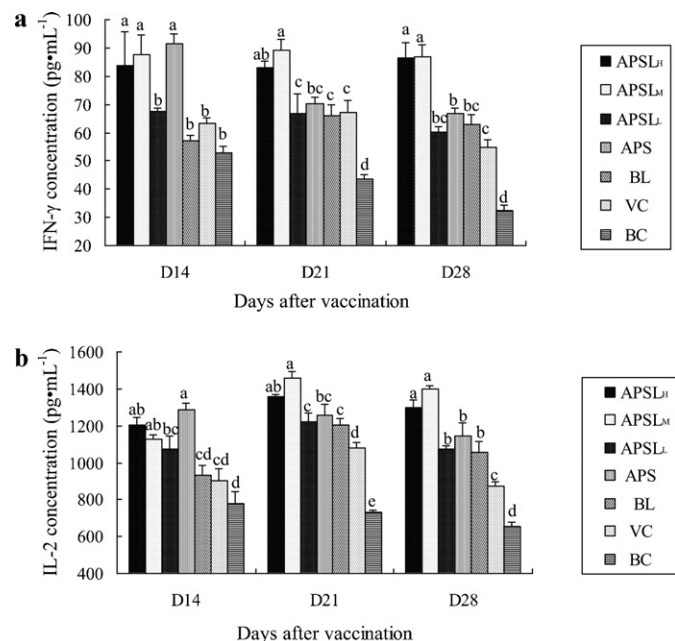 a
IFN-γ concentration (pg•mL⁻¹)
100
90
80
70
60
50
40
30
20
a a b a b b b
ab a c bc c c d
a a bc b bc c d
D14 D21 D28
Days after vaccination
APSLH
APSLM
APSLL
APS
BL
VC
BC
b
IL-2 concentration (pg•mL⁻¹)
1600
1400
1200
1000
800
600
400
ab ab bc a cd cd d
ab a c bc c d e
a a b b b c d
D14 D21 D28
Days after vaccination
APSLH
APSLM
APSLL
APS
BL
VC
BC